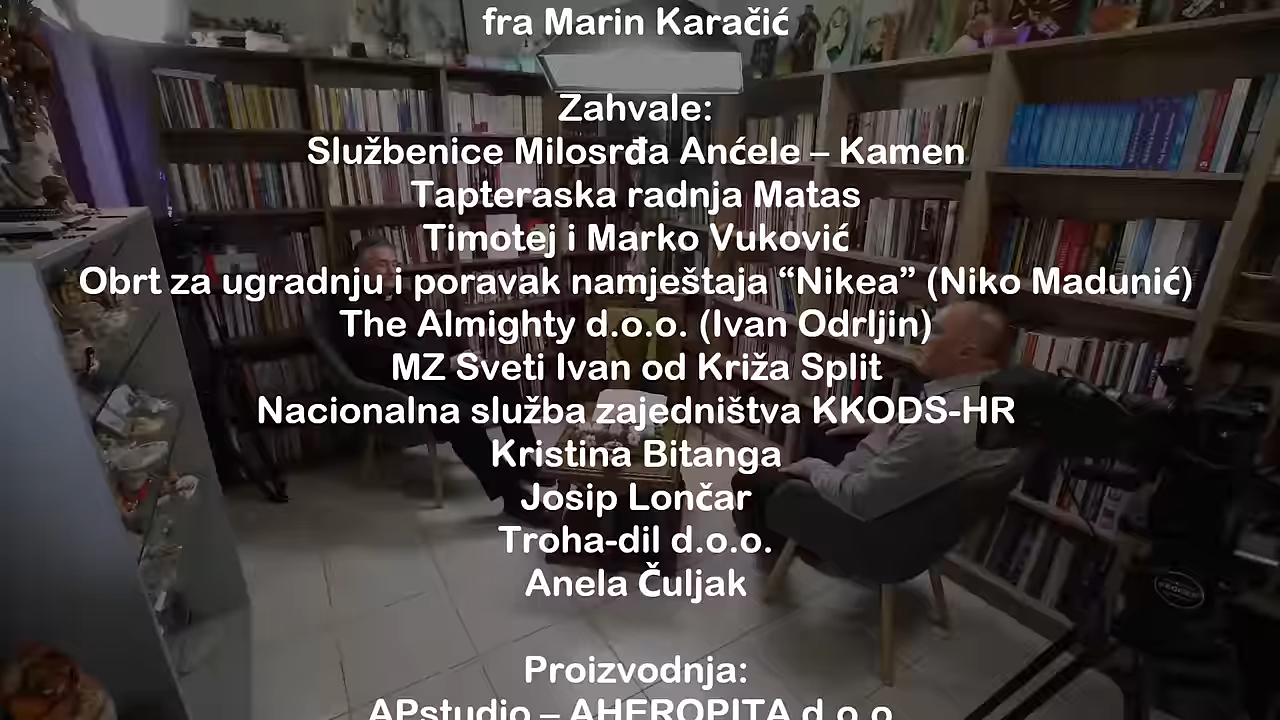 fra Marin Karačić
Zahvale:
Službenice Milosrđa Anćele – Kamen
Tapteraska radnja Matas
Timotej i Marko Vuković
Obrt za ugradnju i poravak namještaja “Nikea” (Niko Madunić)
The Almighty d.o.o. (Ivan Odrljin)
MZ Sveti Ivan od Križa Split
Nacionalna služba zajedništva KKODS-HR
Kristina Bitanga
Josip Lončar
Troha-dil d.o.o.
Anela Čuljak
Proizvodnja:
APstudio – AHEROPITA d.o.o.